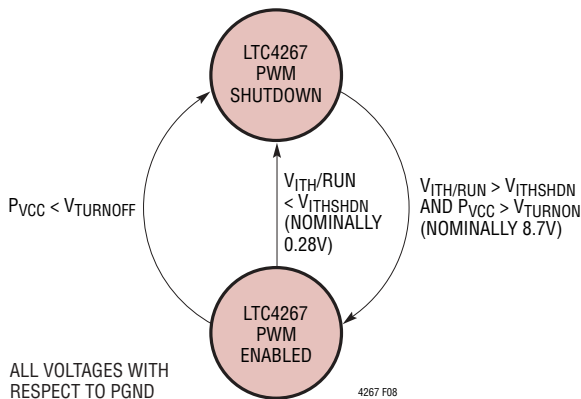 LTC4267
PWM
SHUTDOWN
PVCC < VTURNOFF
VITH/RUN
< VITHSHDN
(NOMINALLY
0.28V)
VITH/RUN > VITHSHDN
AND PVCC > VTURNON
(NOMINALLY 8.7V)
LTC4267
PWM
ENABLED
ALL VOLTAGES WITH
RESPECT TO PGND
4267 F08